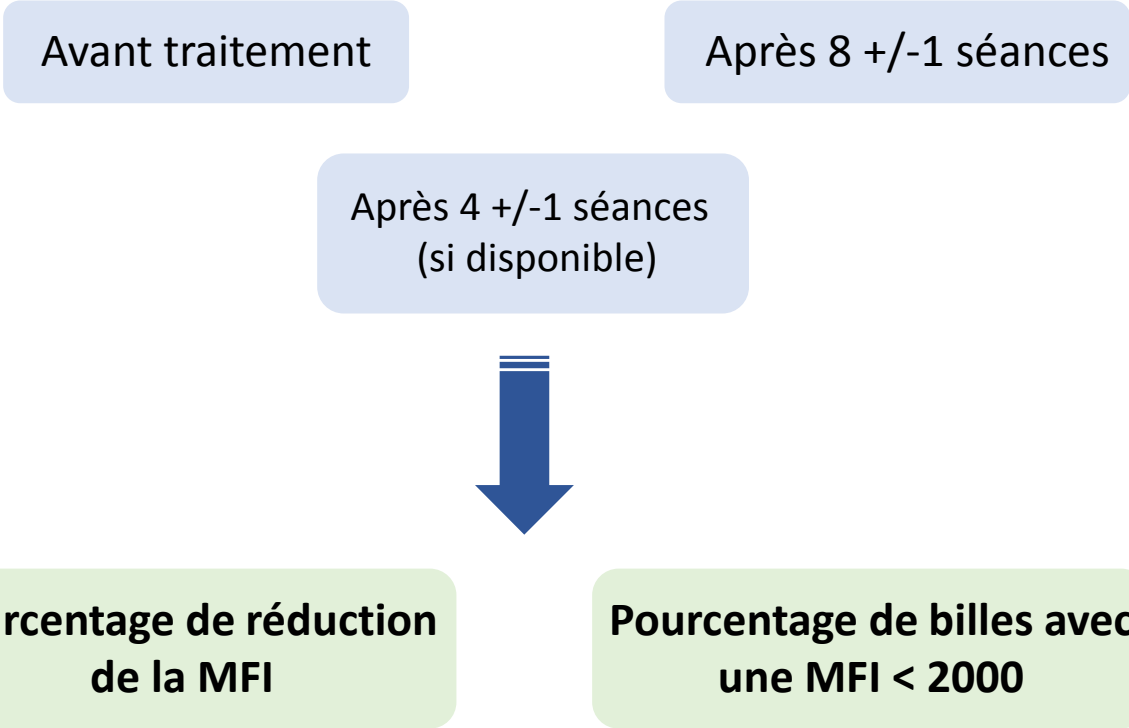 Avant traitement
Après 8 +/-1 séances
Après 4 +/-1 séances
(si disponible)
rcentage de réduction
de la MFI
Pourcentage de billes avec
une MFI < 2000